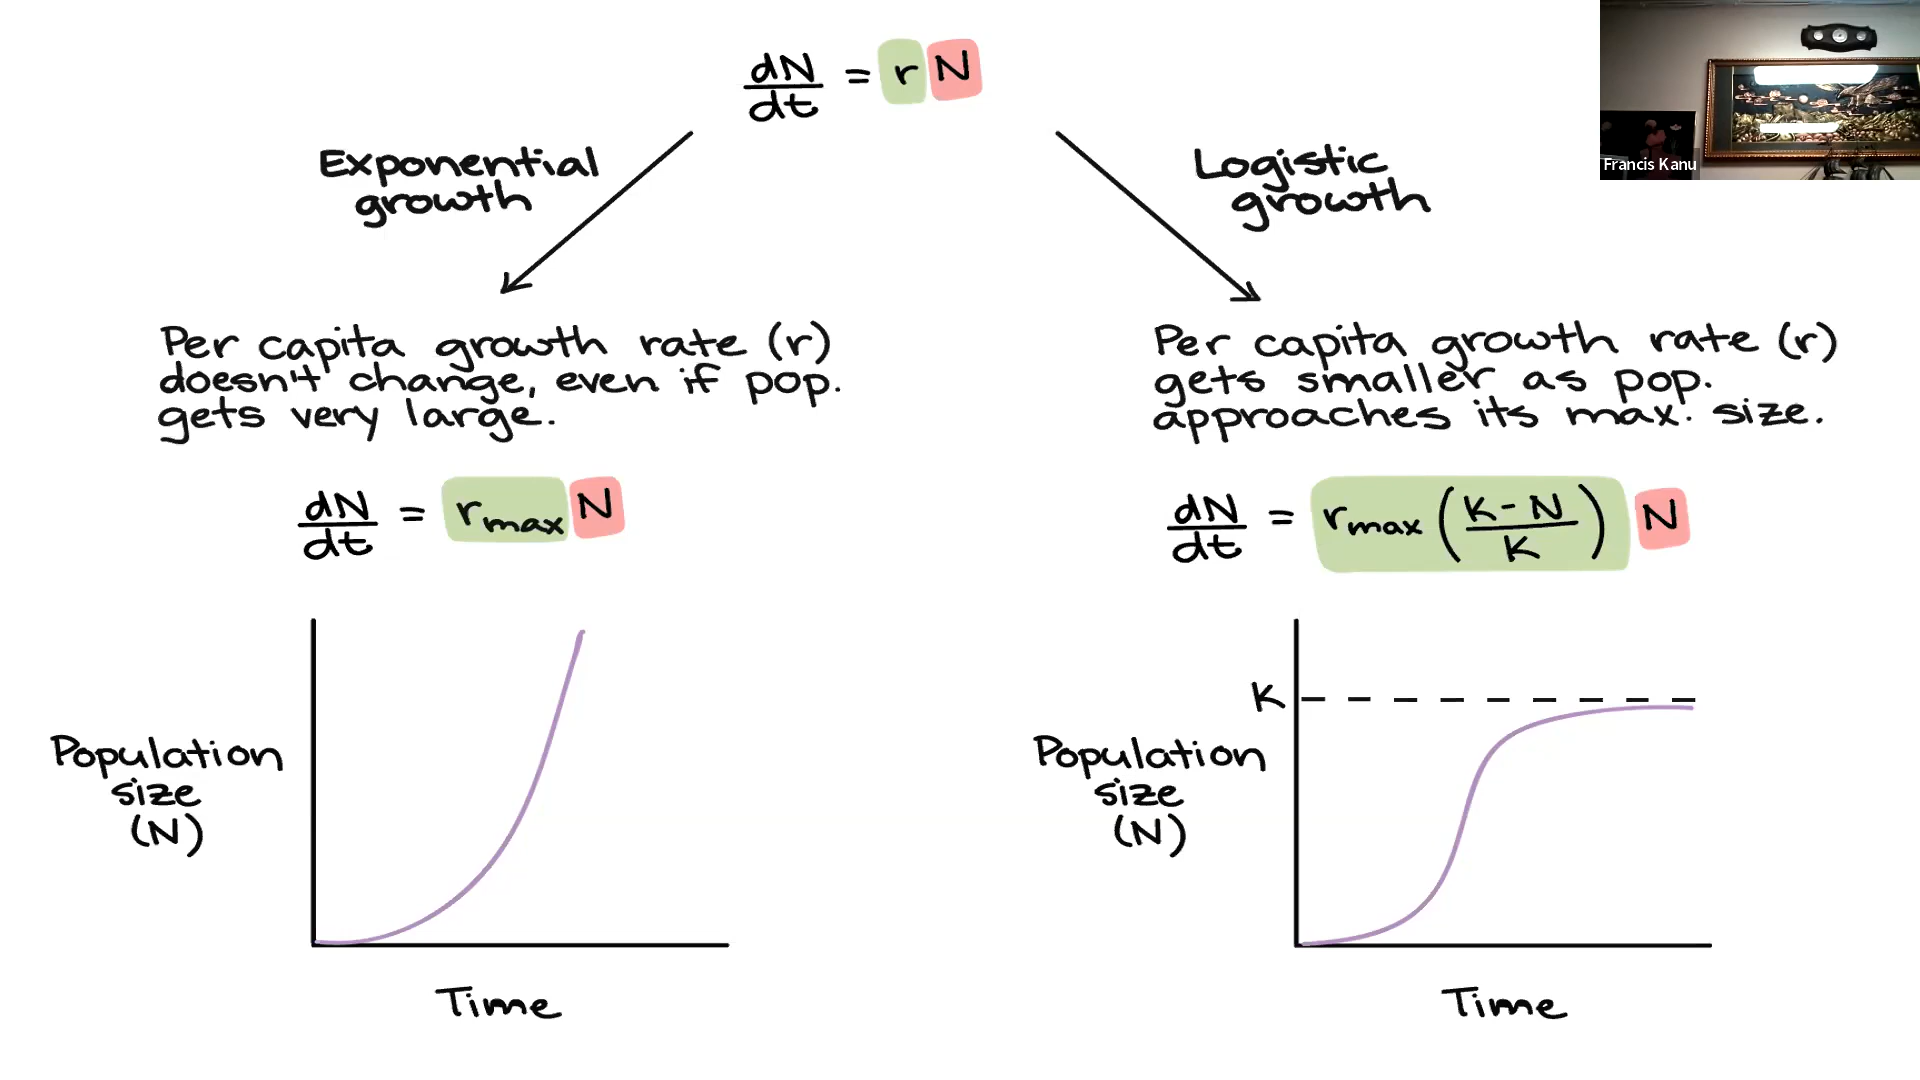 dN/dt = r N
Francis Kanu
Exponential
growth
Logistic
growth
Per capita growth rate (r)
doesn't change, even if pop.
gets very large.
Per capita growth rate (r)
gets smaller as pop.
approaches its max. size.
dN/dt = rmax N
dN/dt = rmax (K-N/K) N
Population
size
(N)
Time
K
Population
size
(N)
Time